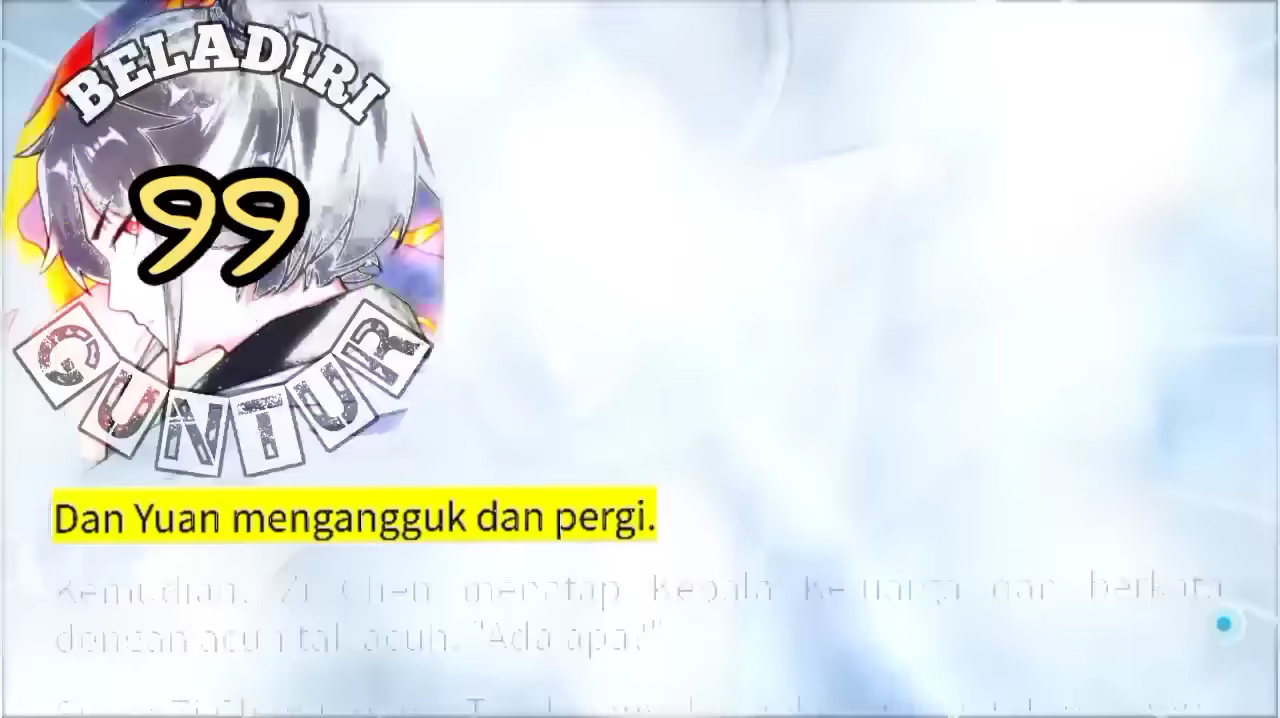 BELADIRI
99
GUNTUR
Dan Yuan mengangguk dan pergi.
Kemudian, Zi Chen menatap Kepala Keluarga dan berkata
dengan acuh tak acuh. "Ada apa?"